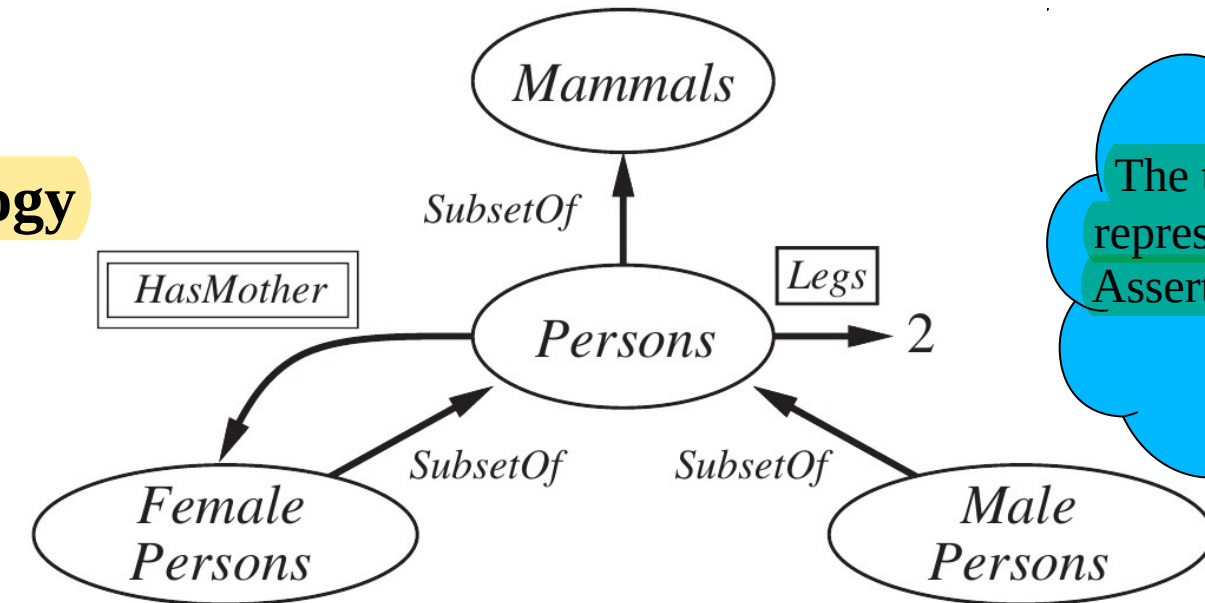 Mammals
SubsetOf
ogy
The
repres
Assert
HasMother
Legs
Persons
2
SubsetOf
SubsetOf
Female
Persons
Male
Persons